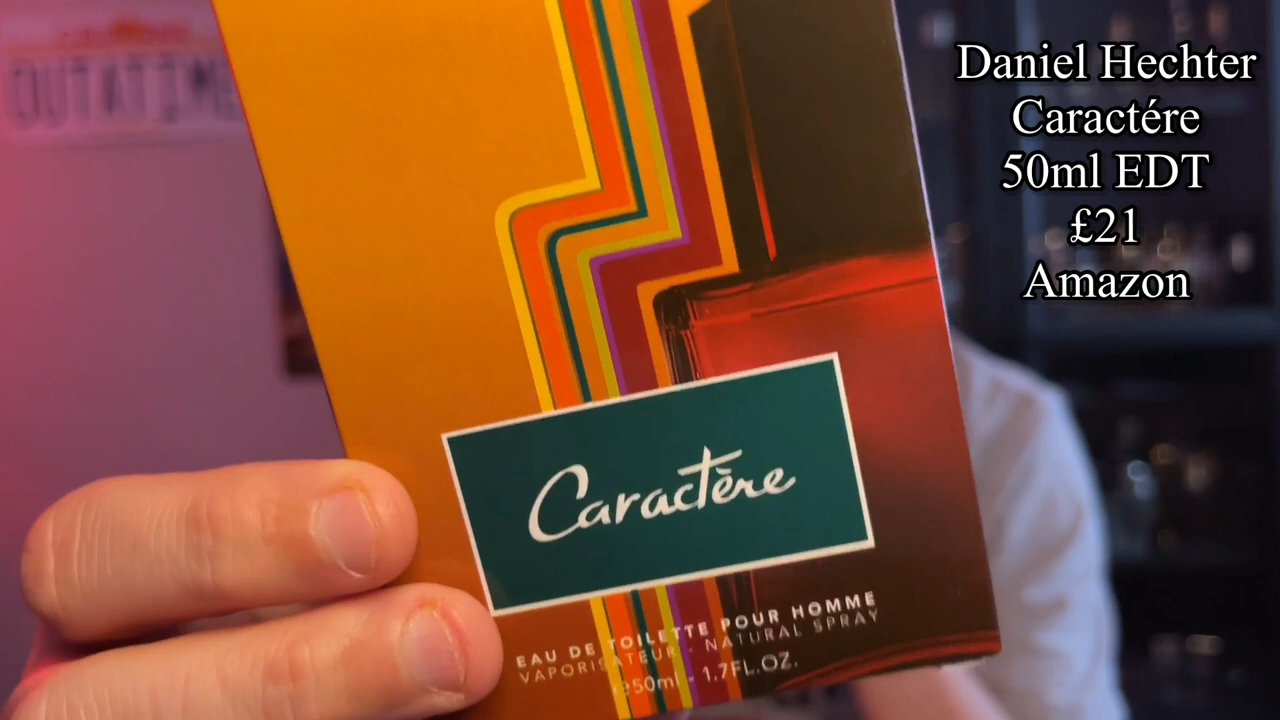 OUTATIME
Daniel Hechter
Caractére
50ml EDT
£21
Amazon
Caractère
EAU DE TOILETTE POUR HOMME
VAPORISATEUR - NATURAL SPRAY
℮50ml - 1.7FL.OZ.